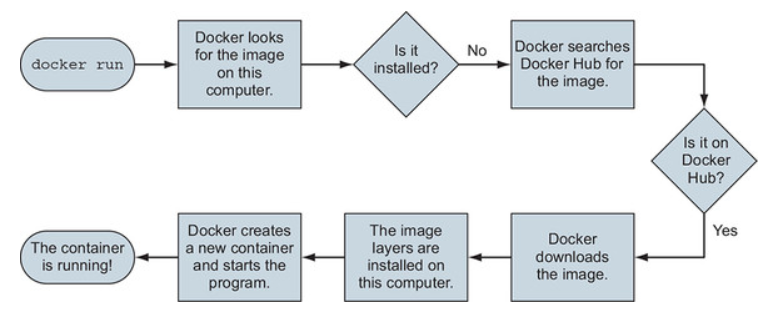 docker run
Docker looks
for the image
on this
computer.
Is it
installed?
No
Docker searches
Docker Hub for
the image.
Is it on
Docker
Hub?
Yes
Docker
downloads
the image.
The image
layers are
installed on
this computer.
Docker creates
a new container
and starts the
program.
The container
is running!